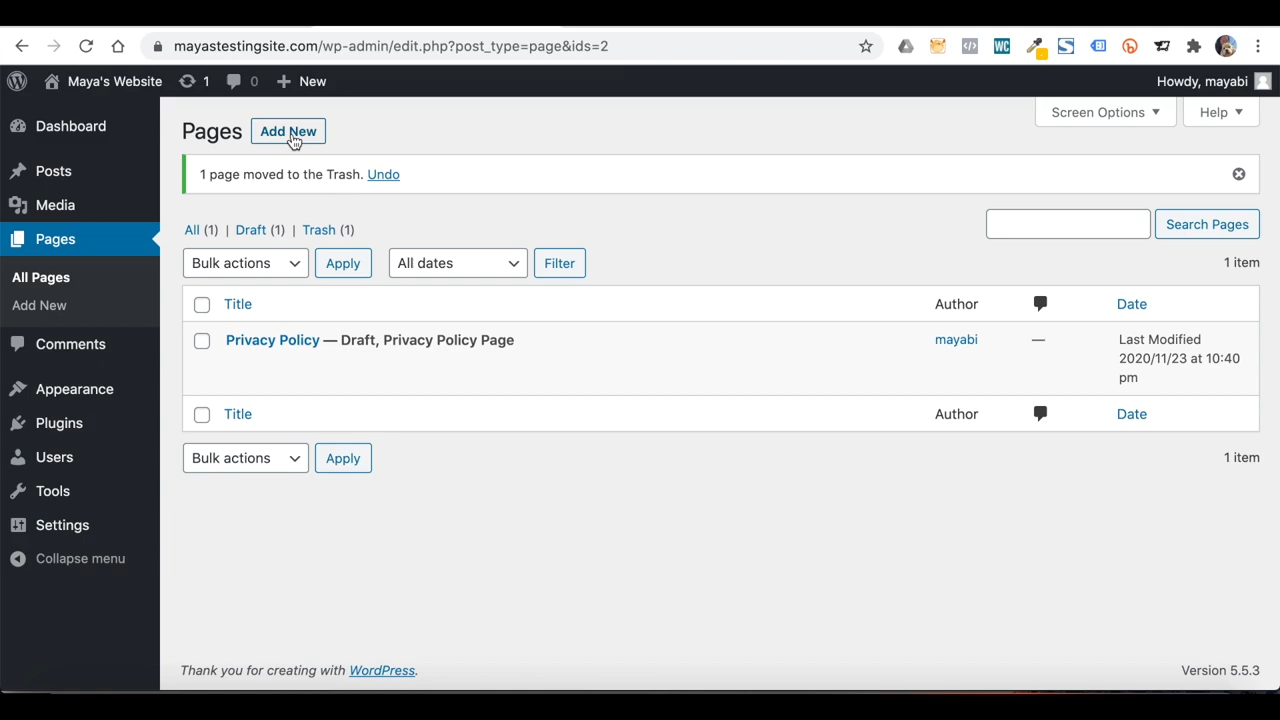 mayastestingsite.com/wp-admin/edit.php?post_type=page&ids=2
WC
Maya's Website 1 0 New Howdy, mayabi
Screen Options Help
Dashboard
Posts
Media
Pages
All Pages
Add New
Comments
Appearance
Plugins
Users
Tools
Settings
Collapse menu
Pages Add New
1 page moved to the Trash. Undo
All (1) | Draft (1) | Trash (1)
Search Pages
Bulk actions Apply All dates Filter 1 item
Title Author Date
Privacy Policy — Draft, Privacy Policy Page mayabi — Last Modified
2020/11/23 at 10:40
pm
Title Author Date
Bulk actions Apply 1 item
Thank you for creating with WordPress. Version 5.5.3